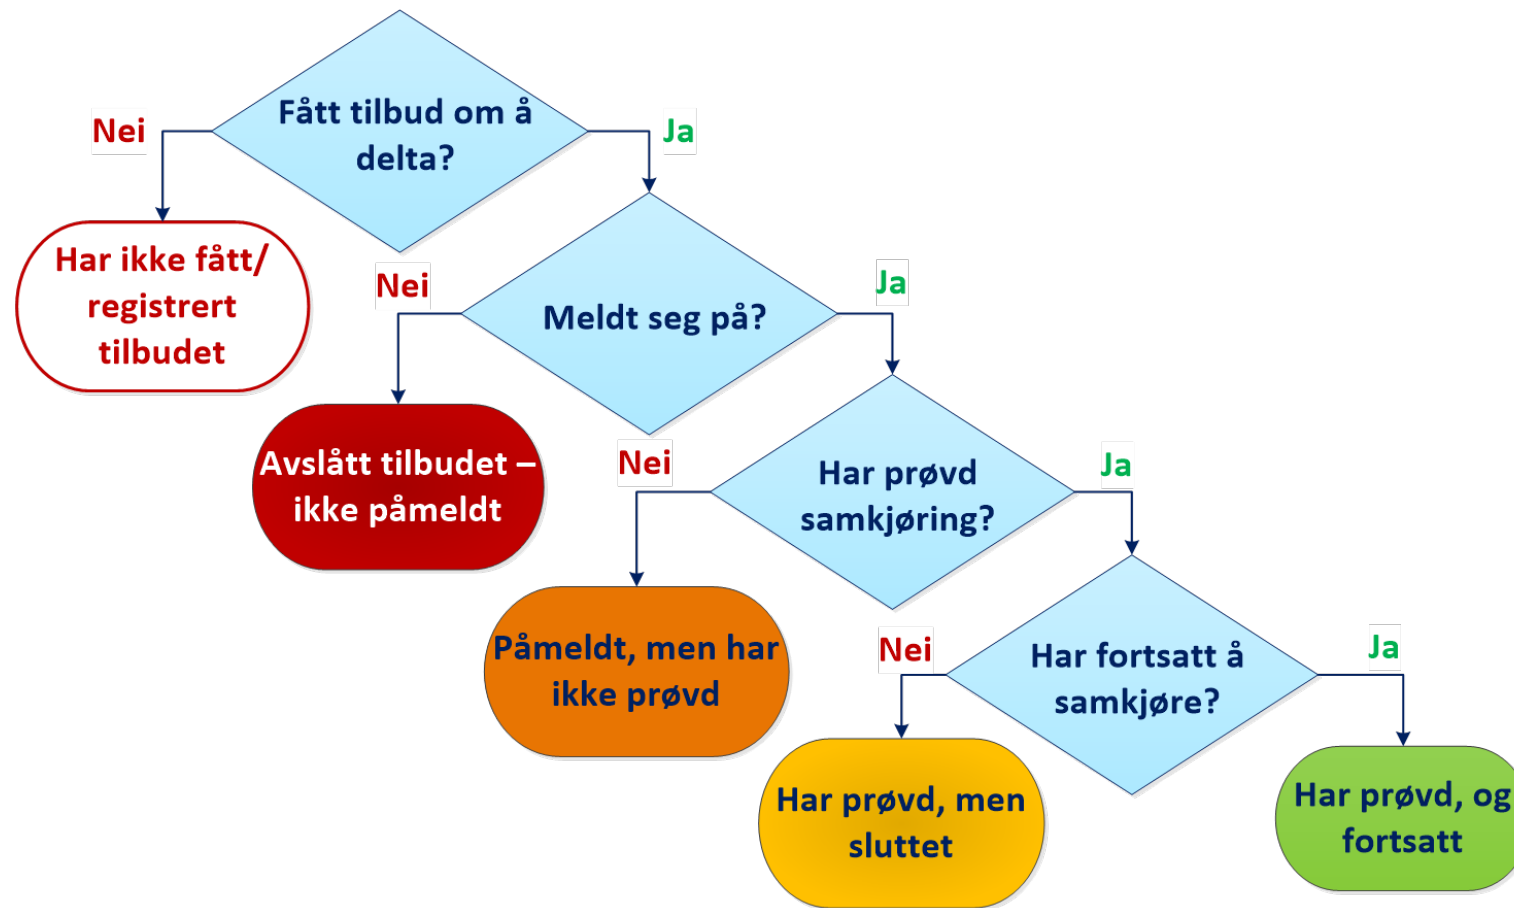 Fått tilbud om å
delta?
Nei
Ja
Har ikke fått/
registrert
tilbudet
Meldt seg på?
Nei
Ja
Avslått tilbudet –
ikke påmeldt
Har prøvd
samkjøring?
Nei
Ja
Påmeldt, men har
ikke prøvd
Har fortsatt å
samkjøre?
Nei
Ja
Har prøvd, men
sluttet
Har prøvd, og
fortsatt